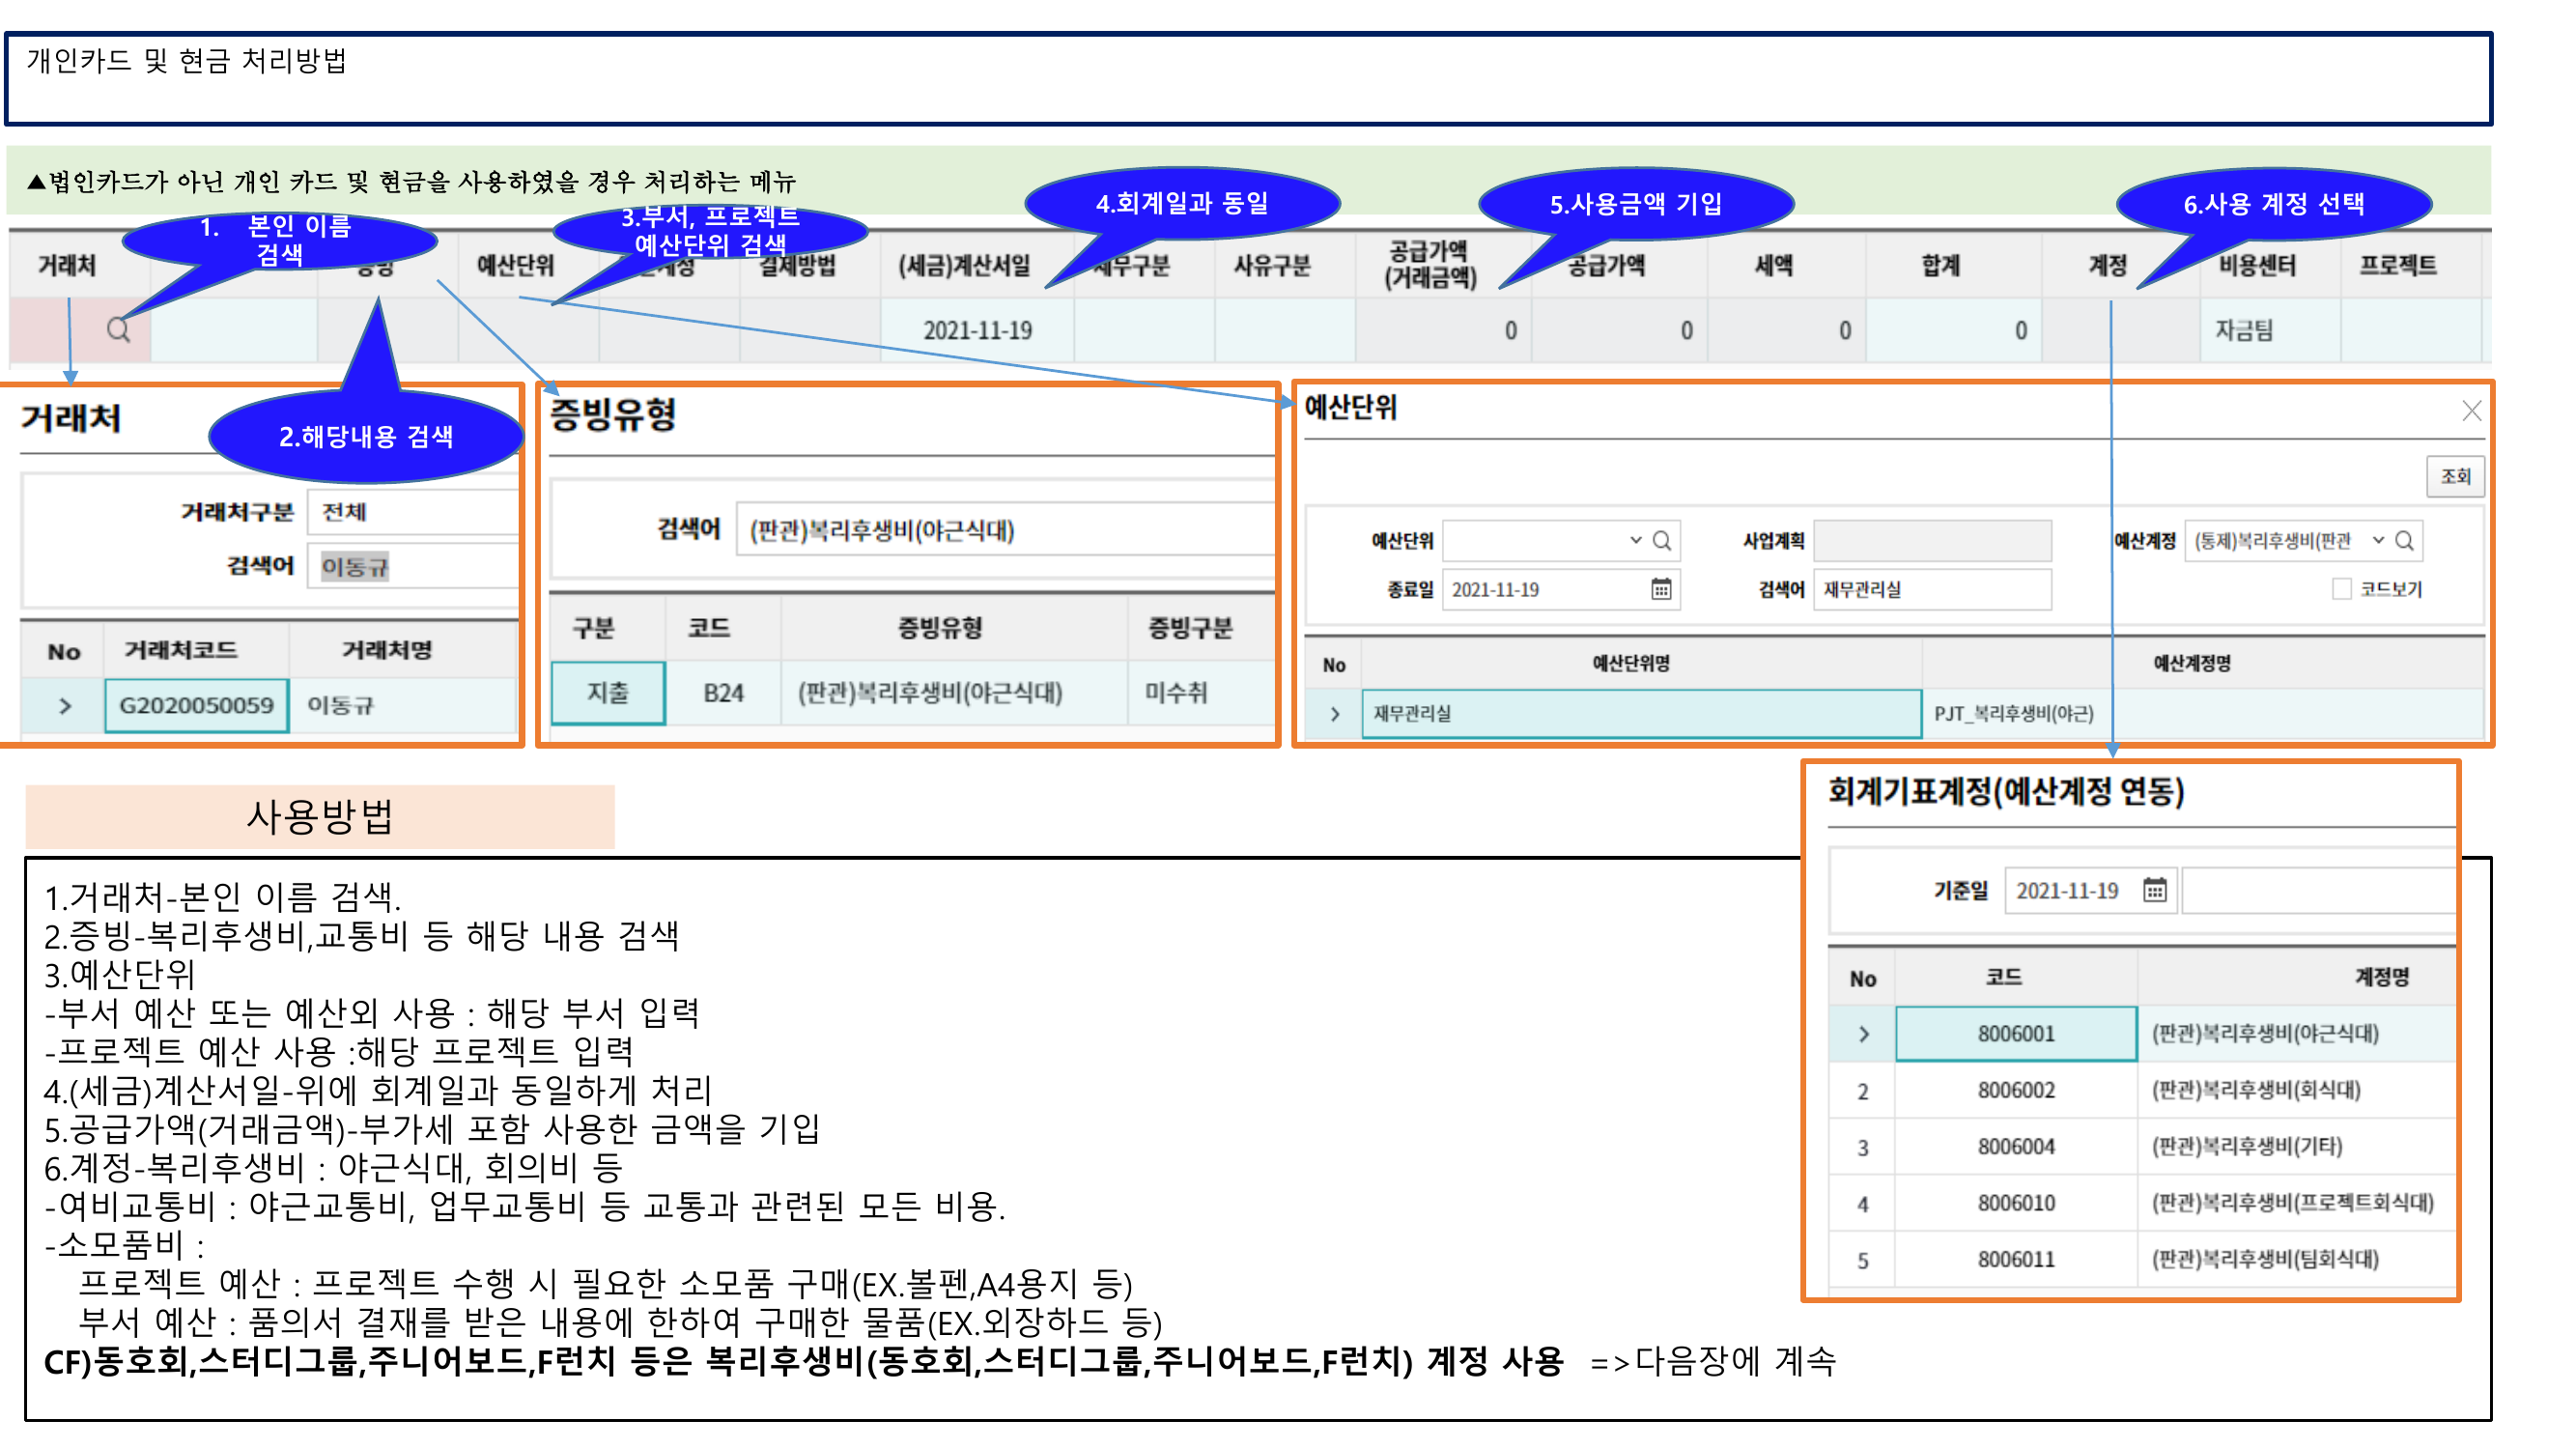 개인카드 및 현금 처리방법
▲법인카드가 아닌 개인 카드 및 현금을 사용하였을 경우 처리하는 메뉴
1. 본인 이름
검색
3.부서, 프로젝트
예산단위 검색
4.회계일과 동일
5.사용금액 기입
6.사용 계정 선택
거래처 증빙 예산단위 결제방법 (세금)계산서일 사유구분 공급가액 (거래금액) 공급가액 세액 합계 계정 비용센터 프로젝트
2021-11-19 0 0 0 0 자금팀
2.해당내용 검색
거래처
거래처구분 전체
검색어 이동규
No 거래처코드 거래처명
> G2020050059 이동규
증빙유형
검색어 (판관)복리후생비(야근식대)
구분 코드 증빙유형 증빙구분
지출 B24 (판관)복리후생비(야근식대) 미수취
예산단위
조회
예산단위 사업계획 예산계정 (통제)복리후생비(판관
종료일 2021-11-19 검색어 재무관리실 코드보기
No 예산단위명 예산계정명
> 재무관리실 PJT_복리후생비(야근)
회계기표계정(예산계정 연동)
기준일 2021-11-19
No 코드 계정명
> 8006001 (판관)복리후생비(야근식대)
2 8006002 (판관)복리후생비(회식대)
3 8006004 (판관)복리후생비(기타)
4 8006010 (판관)복리후생비(프로젝트회식대)
5 8006011 (판관)복리후생비(팀회식대)
사용방법
1.거래처-본인 이름 검색.
2.증빙-복리후생비,교통비 등 해당 내용 검색
3.예산단위
-부서 예산 또는 예산외 사용 : 해당 부서 입력
-프로젝트 예산 사용 :해당 프로젝트 입력
4.(세금)계산서일-위에 회계일과 동일하게 처리
5.공급가액(거래금액)-부가세 포함 사용한 금액을 기입
6.계정-복리후생비 : 야근식대, 회의비 등
-여비교통비 : 야근교통비, 업무교통비 등 교통과 관련된 모든 비용.
-소모품비 :
프로젝트 예산 : 프로젝트 수행 시 필요한 소모품 구매(EX.볼펜,A4용지 등)
부서 예산 : 품의서 결재를 받은 내용에 한하여 구매한 물품(EX.외장하드 등)
CF)동호회,스터디그룹,주니어보드,F런치 등은 복리후생비(동호회,스터디그룹,주니어보드,F런치) 계정 사용 =>다음장에 계속